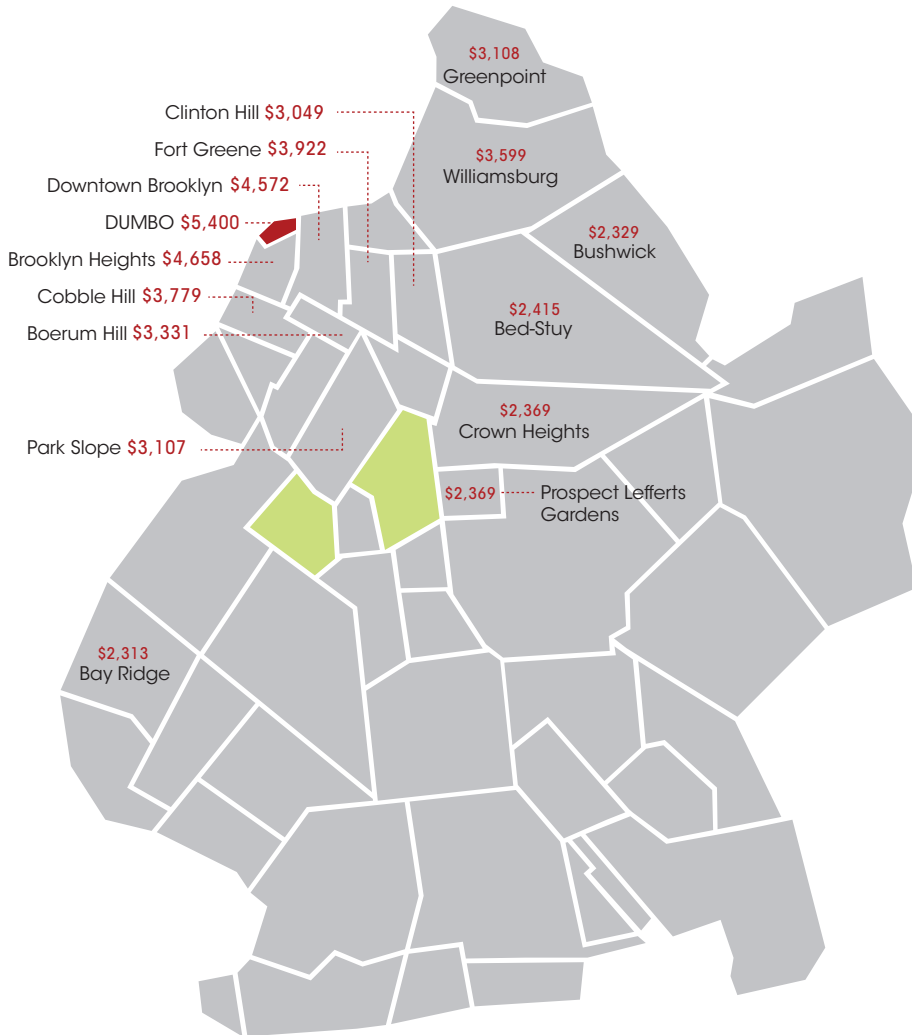 $3,108
Greenpoint
Clinton Hill $3,049
Fort Greene $3,922
$3,599
Williamsburg
Downtown Brooklyn $4,572
DUMBO $5,400
$2,329
Bushwick
Brooklyn Heights $4,658
Cobble Hill $3,779
$2,415
Bed-Stuy
Boerum Hill $3,331
$2,369
Crown Heights
Park Slope $3,107
$2,369 Prospect Lefferts
Gardens
$2,313
Bay Ridge